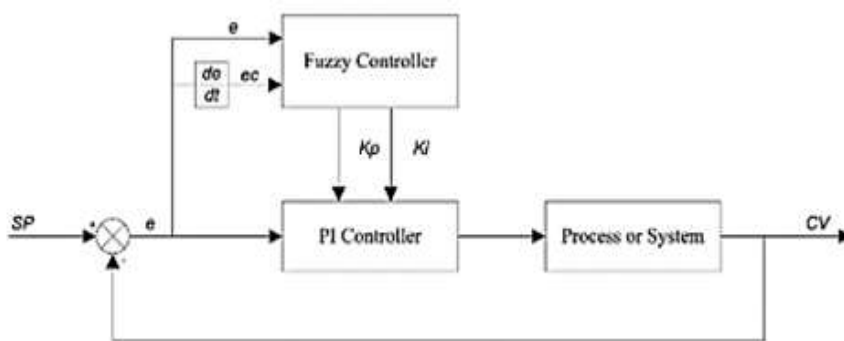 e
Fuzzy Controller
de
dt
ec
Kp
Ki
SP
+
e
PI Controller
Process or System
CV
-